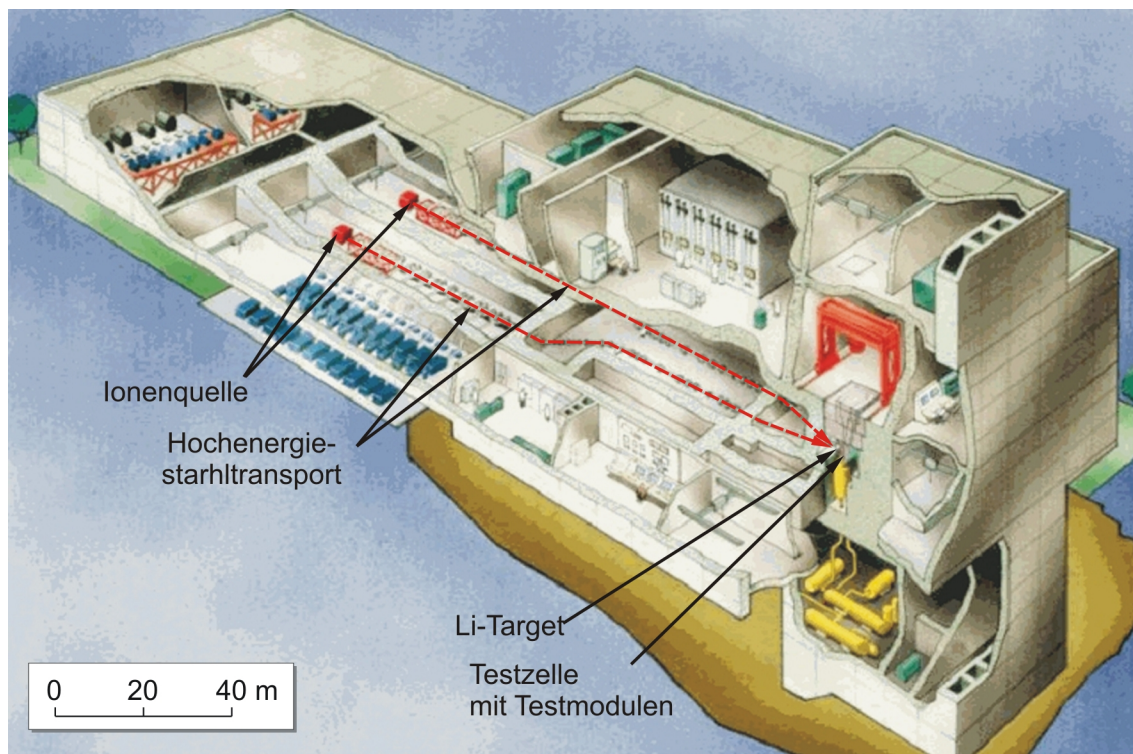 Ionenquelle
Hochenergie-
starhltransport
Li-Target
Testzelle
mit Testmodulen
0 20 40 m